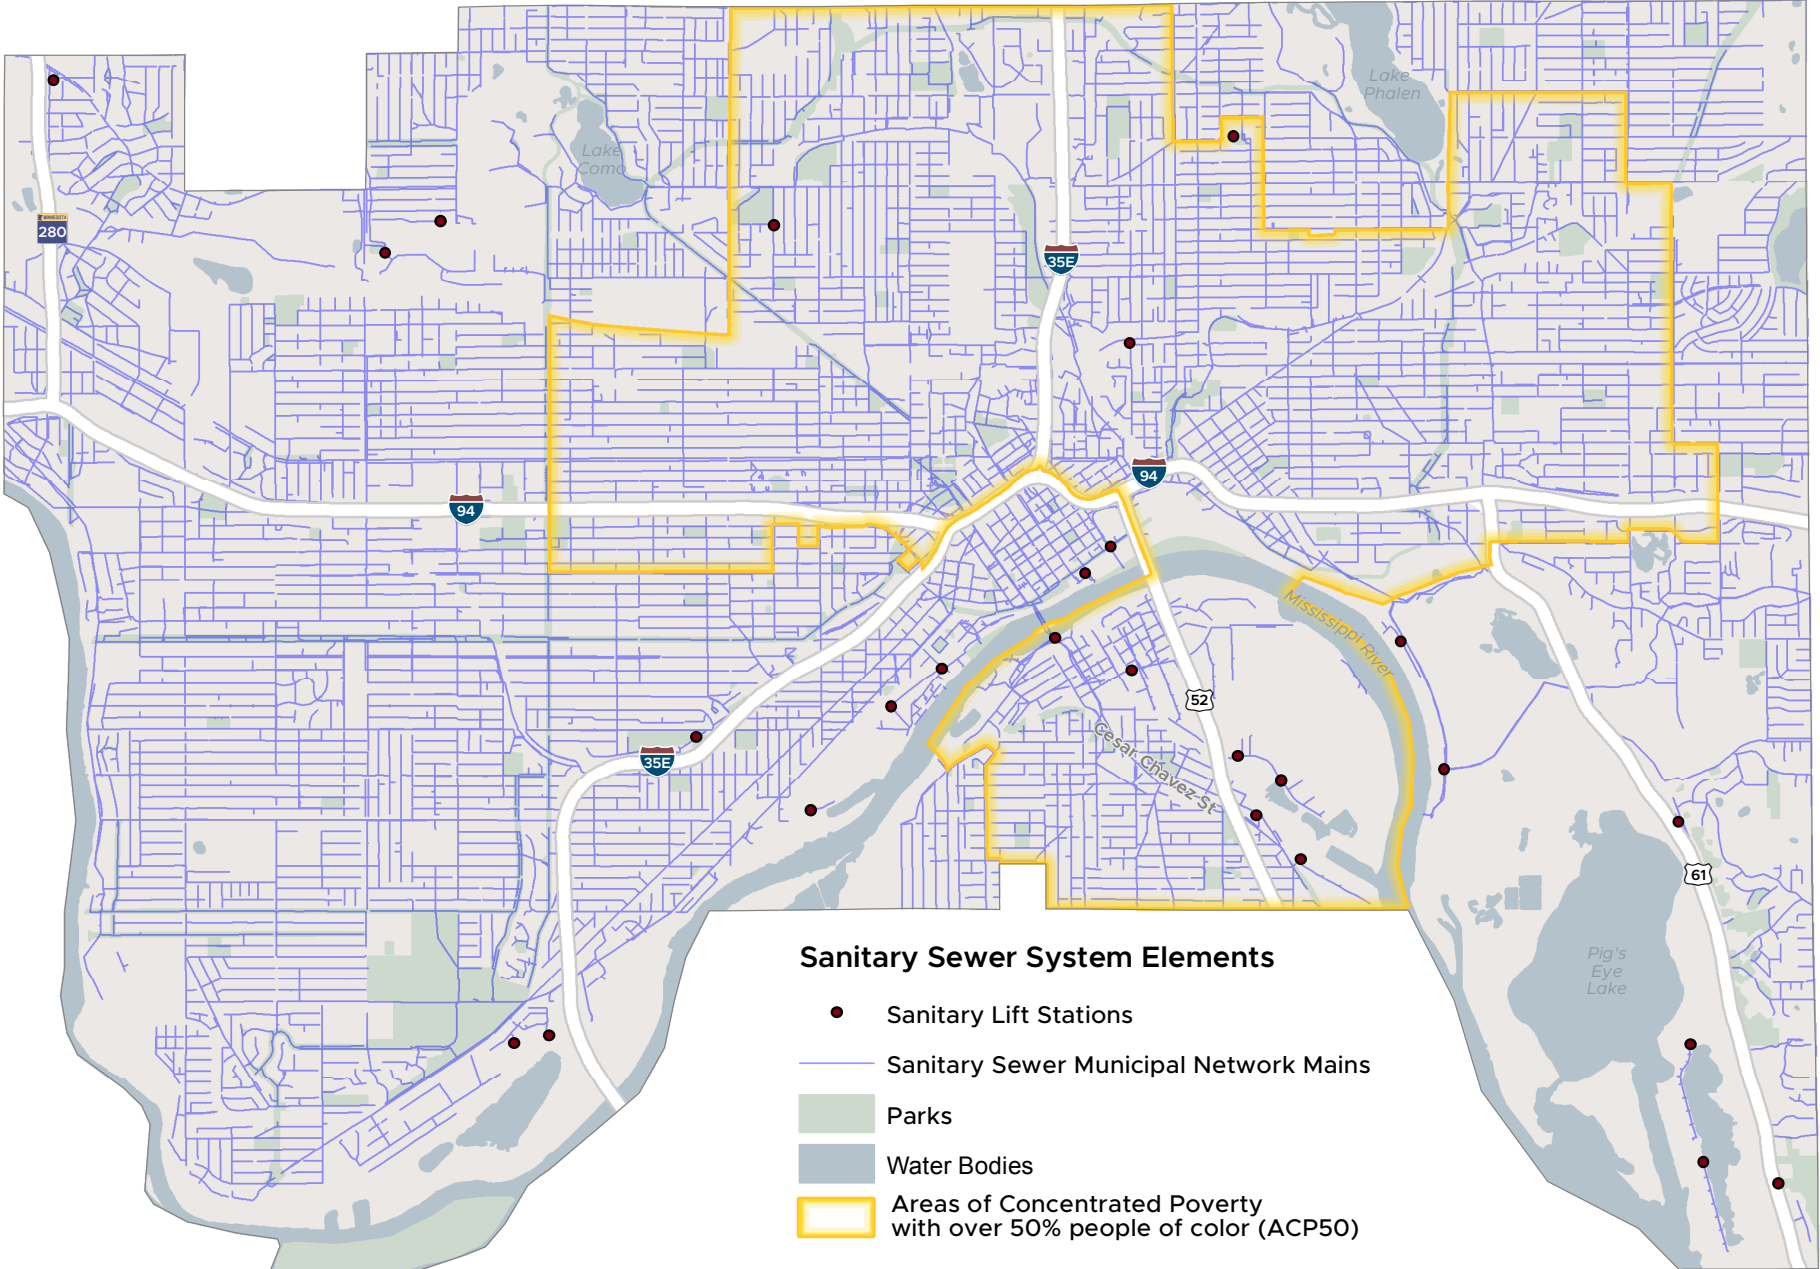 Lake
Phalen
Lake
Como
MINNESOTA
280
35E
94
94
Mississippi River
52
Cesar Chavez St
35E
61
Pig's
Eye
Lake
Sanitary Sewer System Elements
Sanitary Lift Stations
Sanitary Sewer Municipal Network Mains
Parks
Water Bodies
Areas of Concentrated Poverty
with over 50% people of color (ACP50)